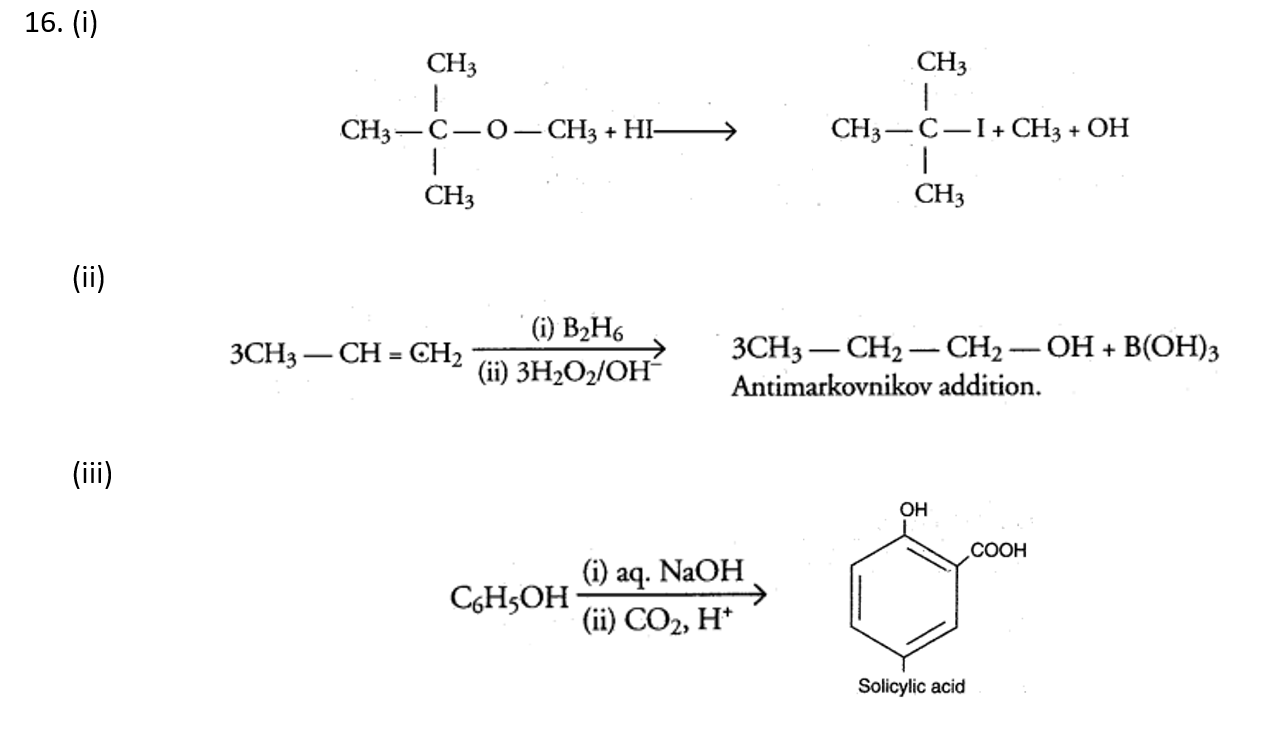 16. (i)
CH₃ CH₃
CH₃—C—O—CH₃ + HI ⟶ CH₃—C—I + CH₃ + OH
CH₃ CH₃
(ii)
(i) B₂H₆
3CH₃—CH=CH₂ ⟶ 3CH₃—CH₂—CH₂—OH + B(OH)₃
(ii) 3H₂O₂/OH⁻
Antimarkovnikov addition.
(iii)
OH
COOH
(i) aq. NaOH
C₆H₅OH ⟶
(ii) CO₂, H⁺
Solicylic acid